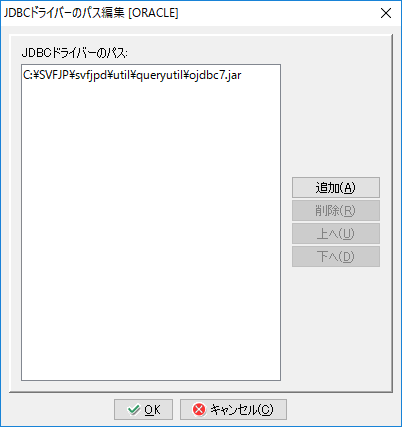 JDBCドライバーのパス編集 [ORACLE]
JDBCドライバーのパス:
C:¥SVFJP¥svfjpd¥util¥queryutil¥ojdbc7.jar
追加(A)
削除(R)
上へ(U)
下へ(D)
OK
キャンセル(C)